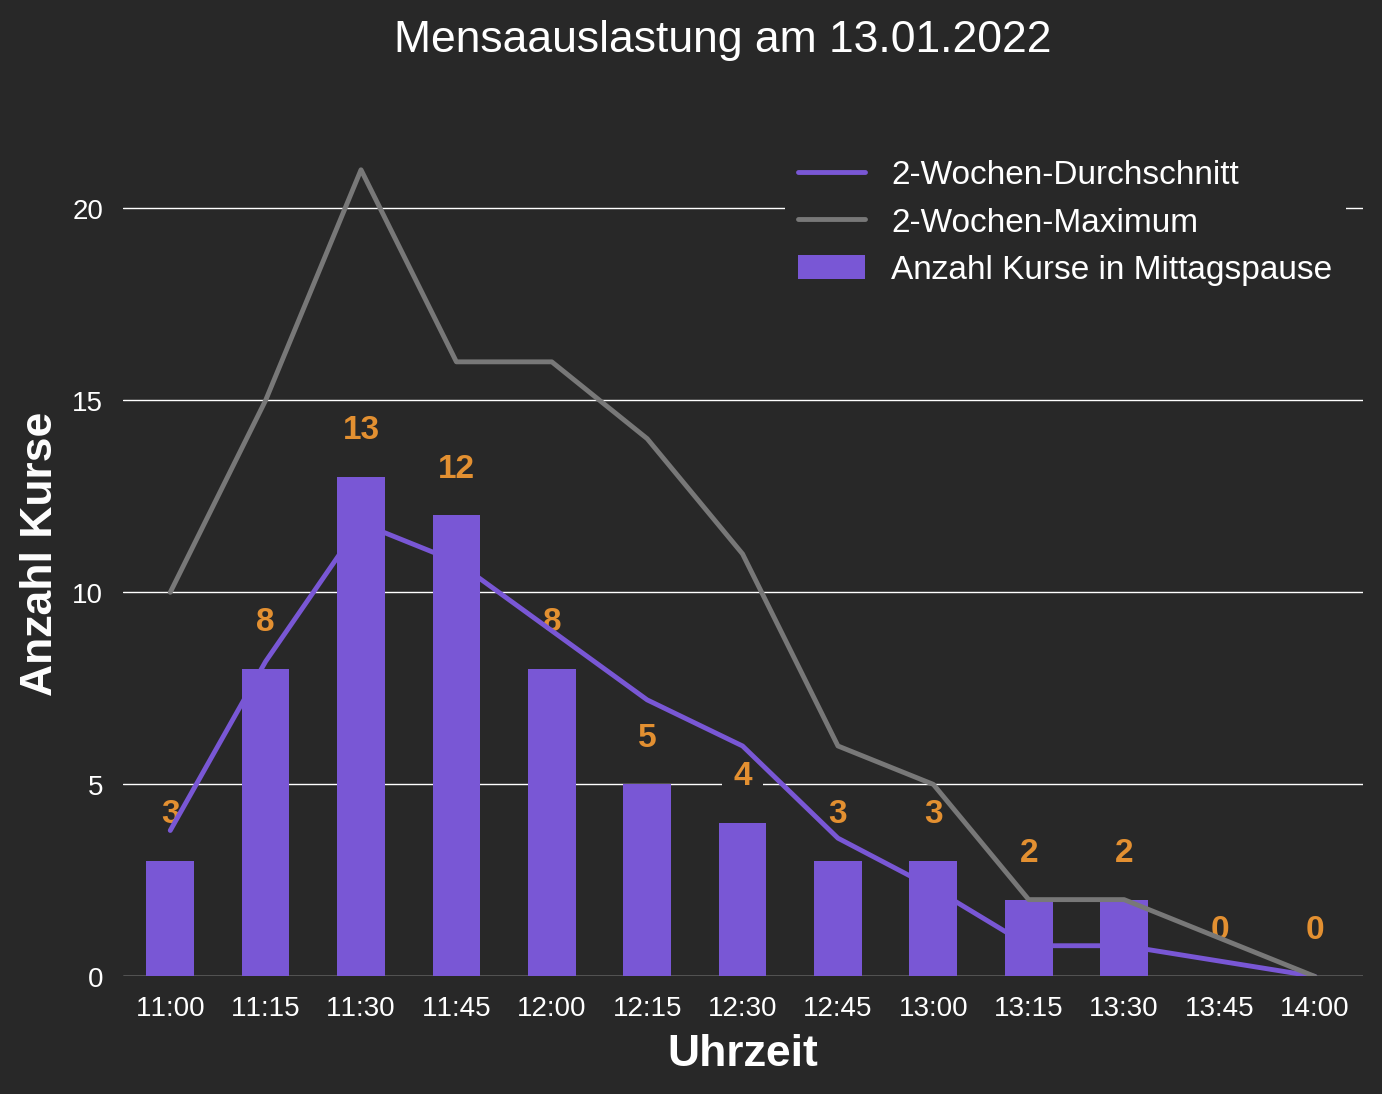 Mensaauslastung am 13.01.2022
2-Wochen-Durchschnitt
2-Wochen-Maximum
Anzahl Kurse in Mittagspause
Anzahl Kurse
20
15
10
5
0
3
8
13
12
8
5
4
3
3
2
2
0
0
11:00 11:15 11:30 11:45 12:00 12:15 12:30 12:45 13:00 13:15 13:30 13:45 14:00
Uhrzeit